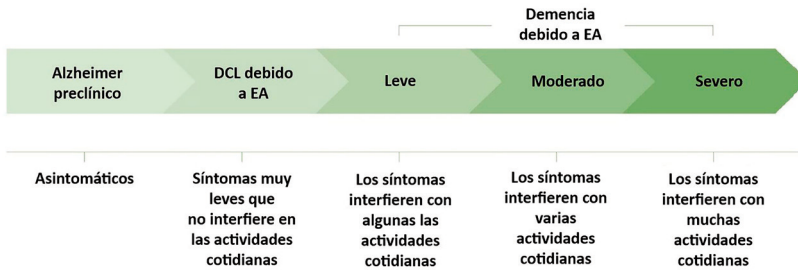 Demencia
debido a EA
Alzheimer
preclínico
DCL debido
a EA
Leve
Moderado
Severo
Asintomáticos
Síntomas muy
leves que
no interfiere en
las actividades
cotidianas
Los síntomas
interfieren con
algunas las
actividades
cotidianas
Los síntomas
interfieren con
varias
actividades
cotidianas
Los síntomas
interfieren con
muchas
actividades
cotidianas